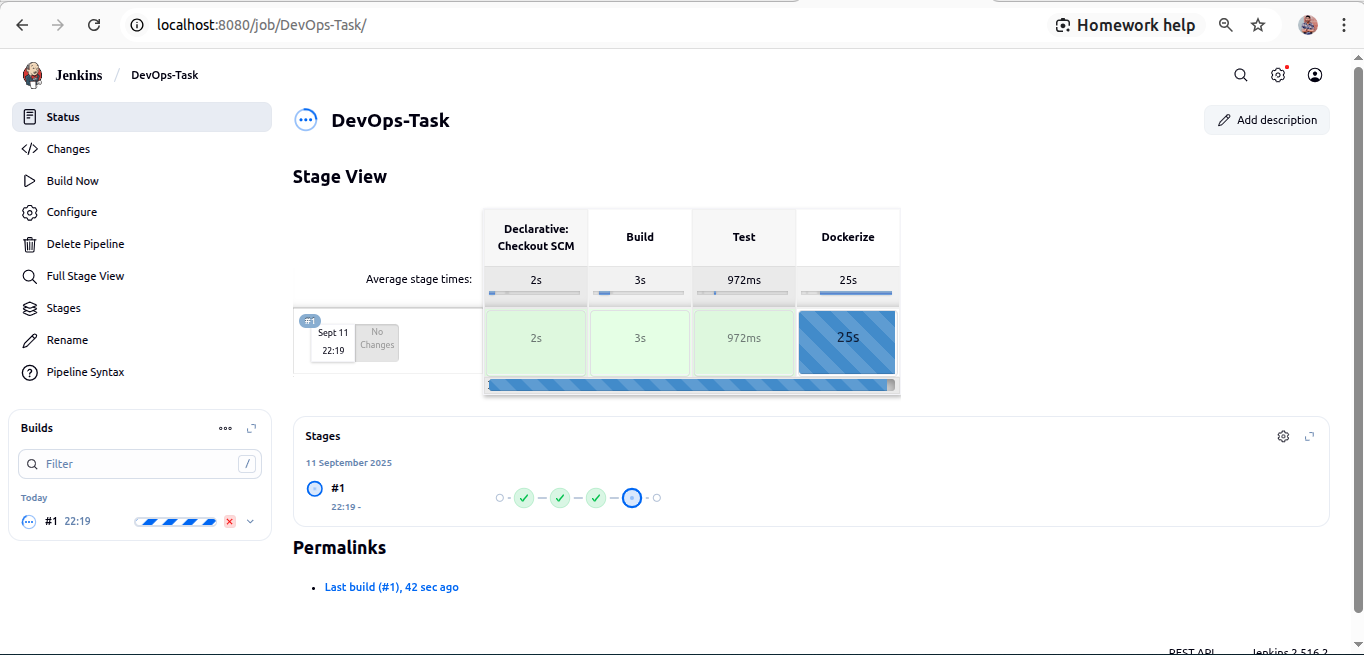 localhost:8080/job/DevOps-Task/
Homework help
Jenkins / DevOps-Task
Status
Changes
Build Now
Configure
Delete Pipeline
Full Stage View
Stages
Rename
Pipeline Syntax
Builds
Filter
/
Today
#1 22:19
DevOps-Task
Add description
Stage View
Declarative:
Checkout SCM
Build
Test
Dockerize
Average stage times:
2s
3s
972ms
25s
#1
Sept 11
22:19
No
Changes
2s
3s
972ms
25s
Stages
11 September 2025
#1
22:19 -
Permalinks
Last build (#1), 42 sec ago
REST API
Jenkins 2.516.2